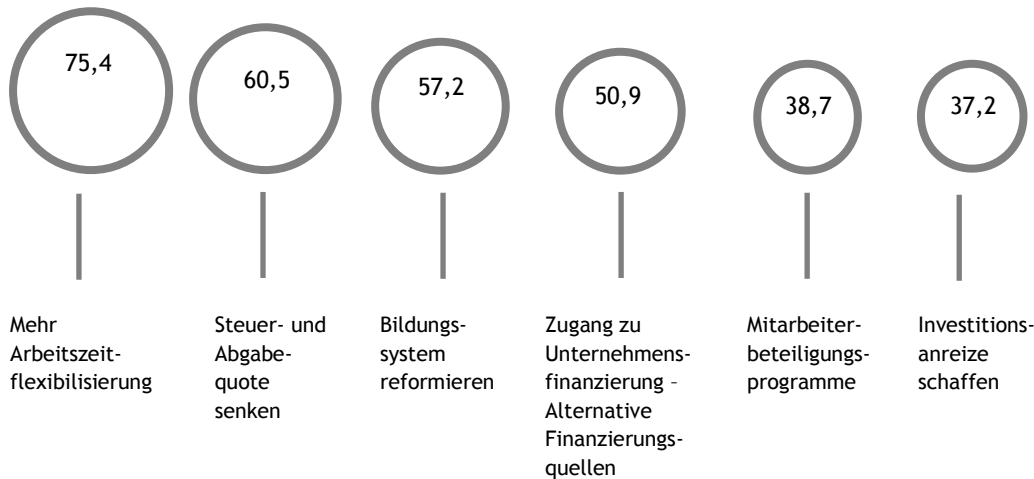 75,4
60,5
57,2
50,9
38,7
37,2
Mehr
Arbeitszeit-
flexibilisierung
Steuer- und
Abgabe-
quote
senken
Bildungs-
system
reformieren
Zugang zu
Unternehmens-
finanzierung –
Alternative
Finanzierungs-
quellen
Mitarbeiter-
beteiligungs-
programme
Investitions-
anreize
schaffen